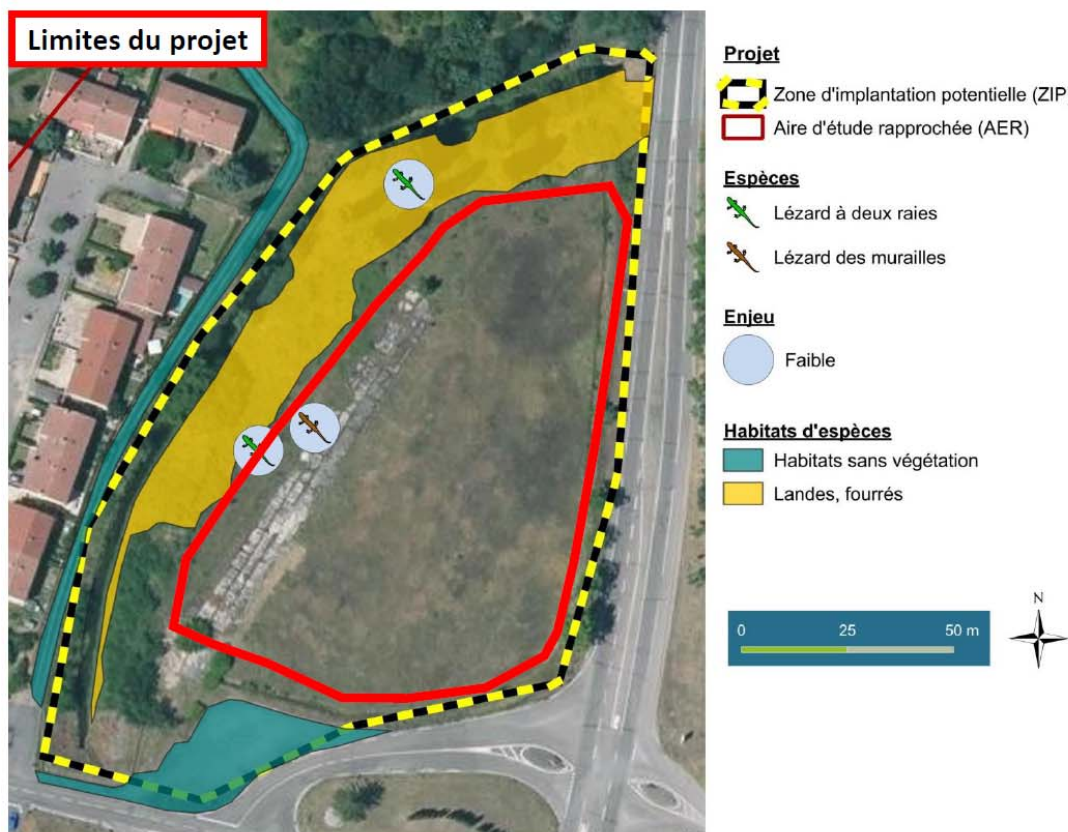 Limites du projet
Projet
Zone d'implantation potentielle (ZIP
Aire d'étude rapprochée (AER)
Espèces
Lézard à deux raies
Lézard des murailles
Enjeu
Faible
Habitats d'espèces
Habitats sans végétation
Landes, fourrés
0 25 50 m
N